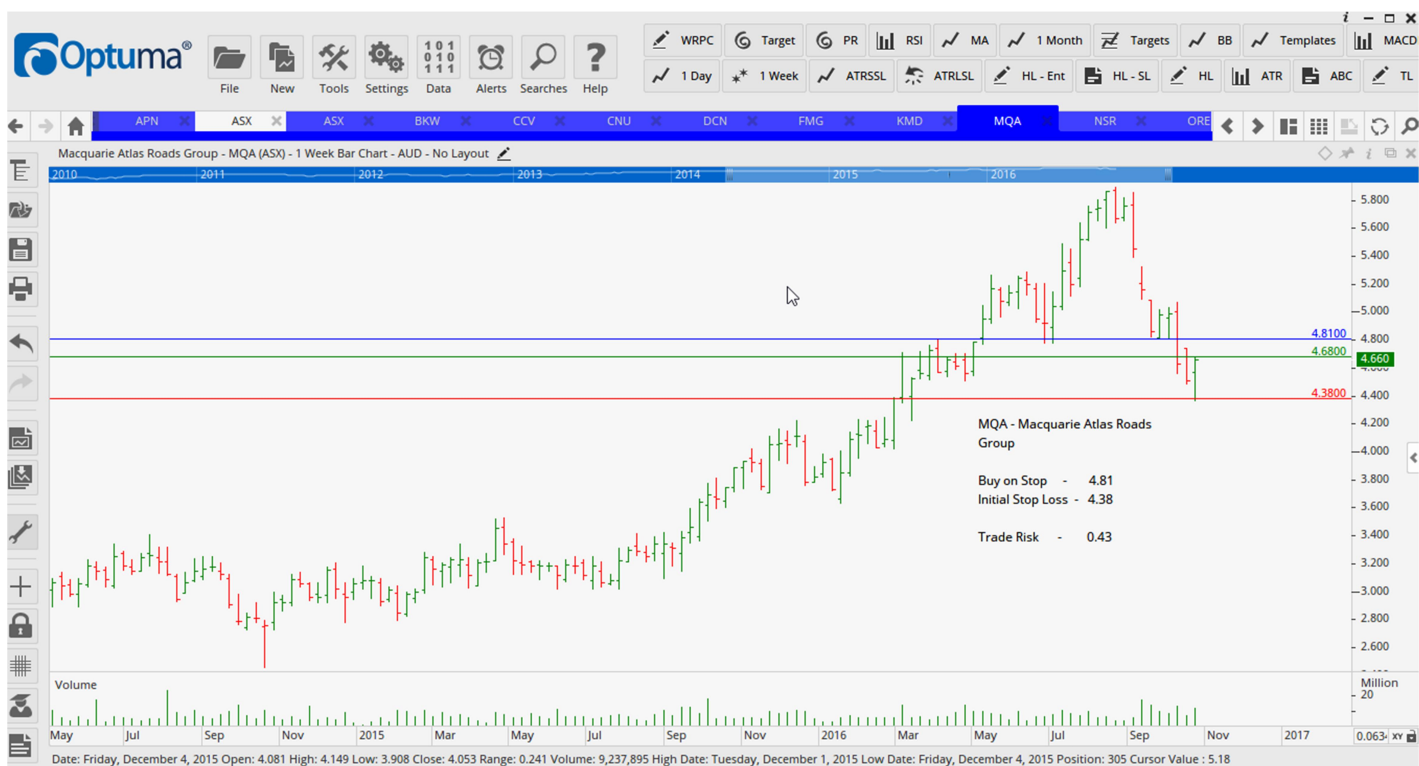 i
Optuma®
File New Tools Settings Data Alerts Searches Help
101
010
111
WRPC Target PR RSI MA 1 Month Targets BB Templates MACD
1 Day 1 Week ATRSSL ATRLSL HL - Ent HL - SL HL ATR ABC TL
APN ASX ASX BKW CCV CNU DCN FMG KMD MQA NSR ORE
Macquarie Atlas Roads Group - MQA (ASX) - 1 Week Bar Chart - AUD - No Layout
2010 2011 2012 2013 2014 2015 2016
5.800
5.600
5.400
5.200
5.000
4.8100
4.800
4.6800
4.660
4.3800
4.400
4.200
4.000
3.800
3.600
3.400
3.200
3.000
2.800
2.600
MQA - Macquarie Atlas Roads
Group
Buy on Stop - 4.81
Initial Stop Loss - 4.38
Trade Risk - 0.43
Volume
Million
20
May Jul Sep Nov 2015 Mar May Jul Sep Nov 2016 Mar May Jul Sep Nov 2017 0.063 XY
Date: Friday, December 4, 2015 Open: 4.081 High: 4.149 Low: 3.908 Close: 4.053 Range: 0.241 Volume: 9,237,895 High Date: Tuesday, December 1, 2015 Low Date: Friday, December 4, 2015 Position: 305 Cursor Value : 5.18